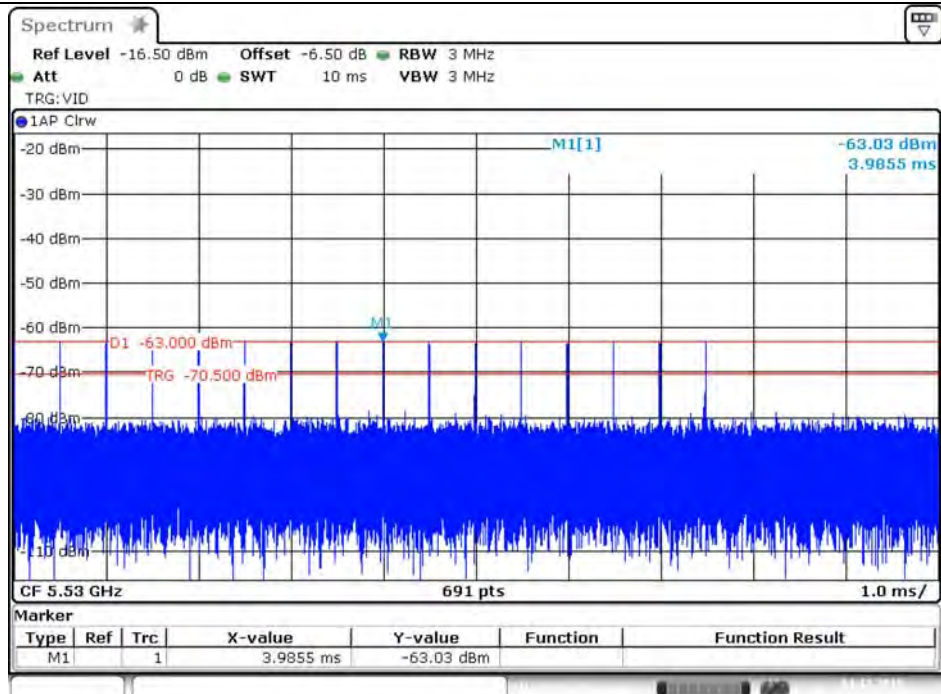 Spectrum
Ref Level -16.50 dBm Offset -6.50 dB RBW 3 MHz
Att 0 dB SWT 10 ms VBW 3 MHz
TRG:VID
1AP Clrw
-20 dBm
M1[1] -63.03 dBm
3.9855 ms
-30 dBm
-40 dBm
-50 dBm
-60 dBm
M1
D1 -63.000 dBm
-70 dBm
TRG -70.500 dBm
-80 dBm
-110 dBm
CF 5.53 GHz 691 pts 1.0 ms/
Marker
Type Ref Trc X-value Y-value Function Function Result
M1 1 3.9855 ms -63.03 dBm